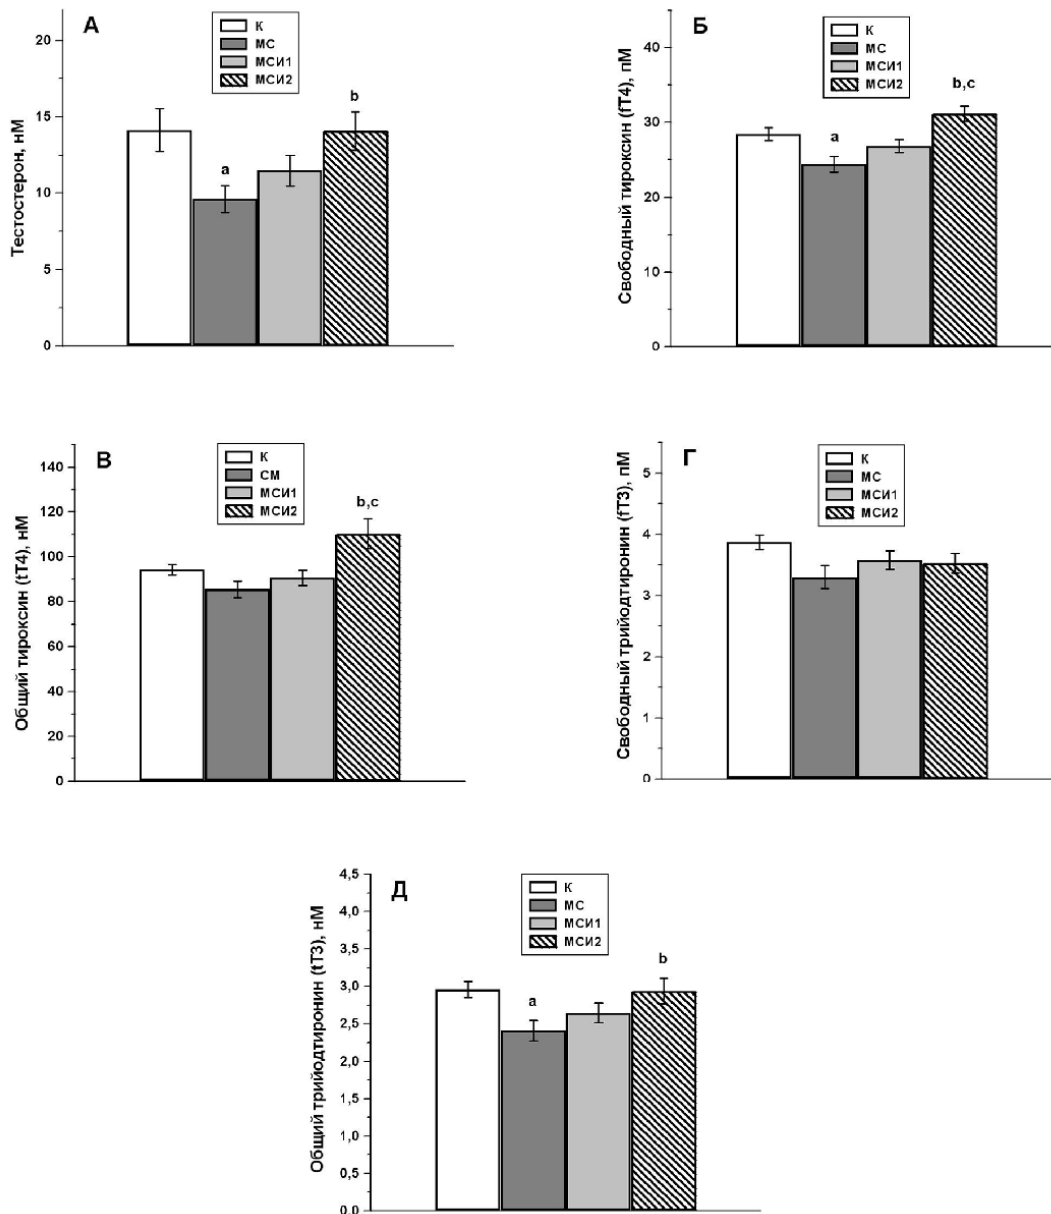 А
К
МС
МСИ1
МСИ2
Тестостерон, нМ
20
15
10
5
0
a
b
Б
К
МС
МСИ1
МСИ2
Свободный тироксин (fT4), пМ
40
30
20
10
0
a
b,c
В
К
СМ
МСИ1
МСИ2
Общий тироксин (tT4), нМ
140
120
100
80
60
40
20
0
b,c
Г
К
МС
МСИ1
МСИ2
Свободный трийодтиронин (fT3), пМ
5
4
3
2
1
0
Д
К
МС
МСИ1
МСИ2
Общий трийодтиронин (tT3), нМ
4,5
4,0
3,5
3,0
2,5
2,0
1,5
1,0
0,5
0,0
a
b